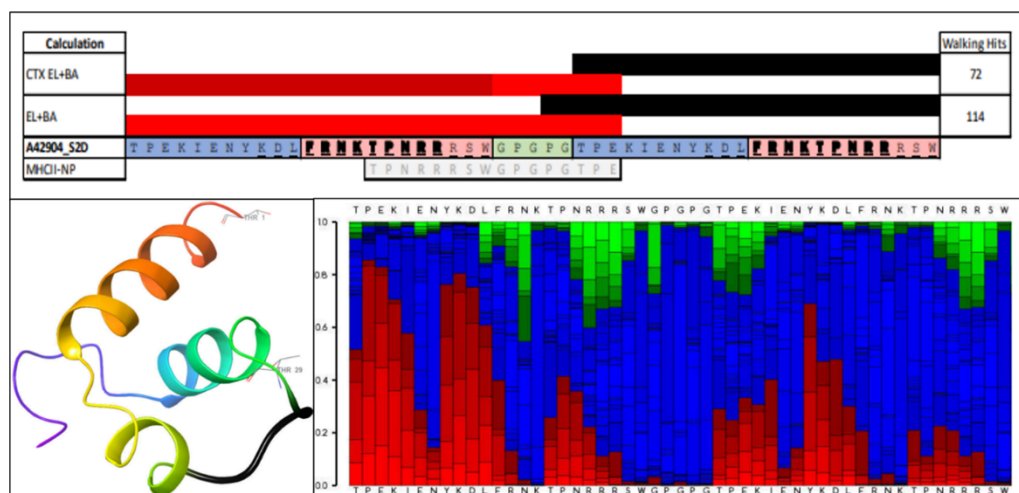 Calculation Walking Hits
CTX EL+BA 72
EL+BA 114
A42904_S2D T P E K I E N Y K D L F R N K T P N R R R S W G P G P G T P E K I E N Y K D L F R N K T P N R R R S W
MHCII-NP T P N R R R S W G P G P G T P E
THR 1
THR 29
T P E K I E N Y K D L F R N K T P N R R R S W G P G P G T P E K I E N Y K D L F R N K T P N R R R S W
1.0
0.8
0.6
0.4
0.2
0.0
T P E K I E N Y K D L F R N K T P N R R R S W G P G P G T P E K I E N Y K D L F R N K T P N R R R S W